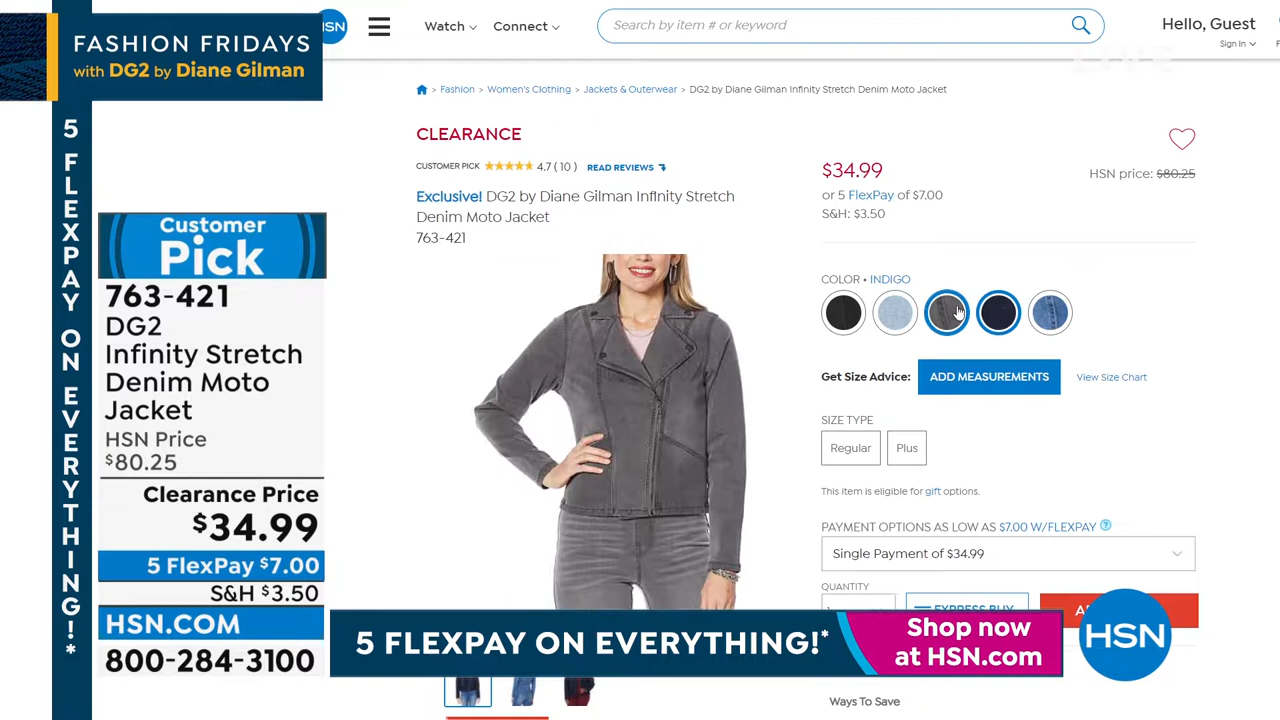 FASHION FRIDAYS
with DG2 by Diane Gilman
5 FLEXPAY ON EVERYTHING!*
Customer
Pick
763-421
DG2
Infinity Stretch
Denim Moto
Jacket
HSN Price
$80.25
Clearance Price
$34.99
5 FlexPay $7.00
S&H $3.50
HSN.COM
800-284-3100
HSN
Watch
Connect
Search by item # or keyword
Hello, Guest
Sign In
> Fashion > Women's Clothing > Jackets & Outerwear > DG2 by Diane Gilman Infinity Stretch Denim Moto Jacket
CLEARANCE
CUSTOMER PICK 4.7 ( 10 ) READ REVIEWS
Exclusive! DG2 by Diane Gilman Infinity Stretch
Denim Moto Jacket
763-421
$34.99
HSN price: $80.25
or 5 FlexPay of $7.00
S&H: $3.50
COLOR • INDIGO
Get Size Advice: ADD MEASUREMENTS View Size Chart
SIZE TYPE
Regular
Plus
This item is eligible for gift options.
PAYMENT OPTIONS AS LOW AS $7.00 W/FLEXPAY ?
Single Payment of $34.99
QUANTITY
EXPRESS BUY
5 FLEXPAY ON EVERYTHING!*
Shop now
at HSN.com
HSN
Ways To Save